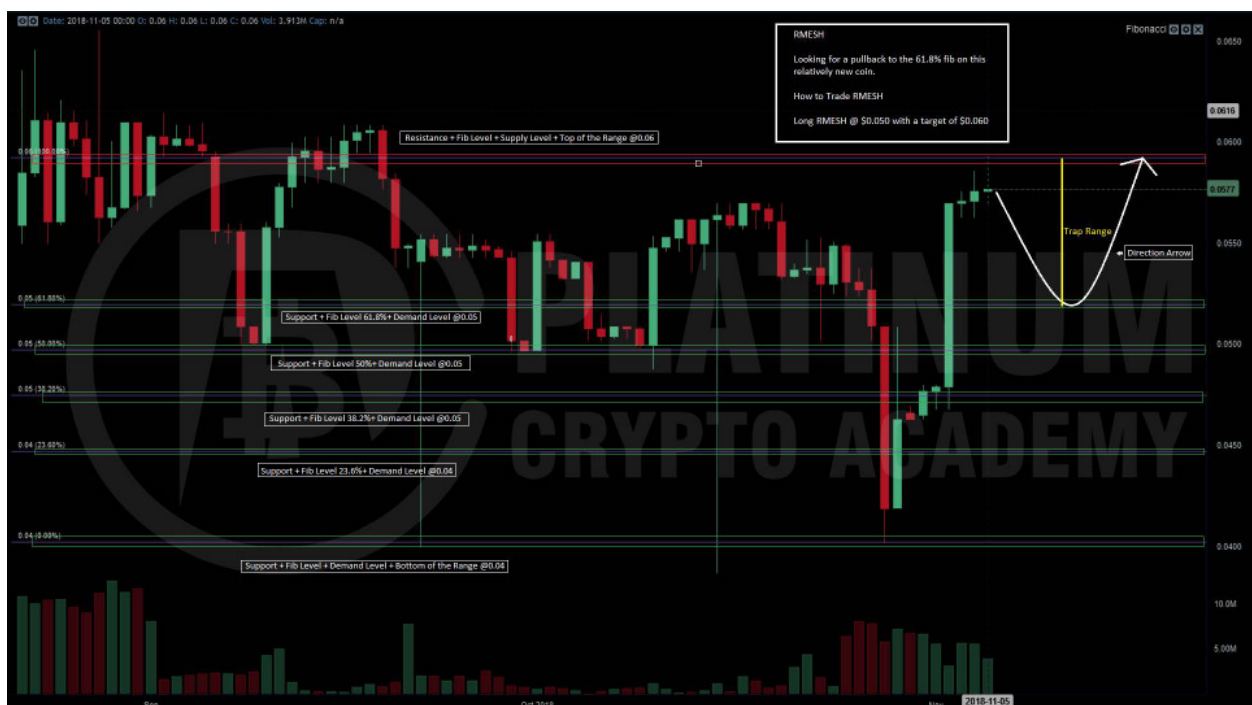 Date: 2018-11-05 00:00 O: 0.06 H: 0.06 L: 0.06 C: 0.06 Vol: 3.913M Cap: n/a
Fibonacci
RMESH
Looking for a pullback to the 61.8% fib on this
relatively new coin.
How to Trade RMESH
Long RMESH @ $0.050 with a target of $0.060
0.0650
0.0616
0.0600
Resistance + Fib Level + Supply Level + Top of the Range @0.06
0.06 (100.00%)
0.0577
0.0550
Trap Range
Direction Arrow
PLATINUM
CRYPTO ACADEMY
0.05 (61.80%)
Support + Fib Level 61.8%+ Demand Level @0.05
0.0500
0.05 (50.00%)
Support + Fib Level 50%+ Demand Level @0.05
0.05 (38.20%)
Support + Fib Level 38.2%+ Demand Level @0.05
0.0450
0.04 (23.60%)
Support + Fib Level 23.6%+ Demand Level @0.04
0.04 (0.00%)
0.0400
Support + Fib Level + Demand Level + Bottom of the Range @0.04
10.0M
5.00M
Oct 2018
Nov
2018-11-05